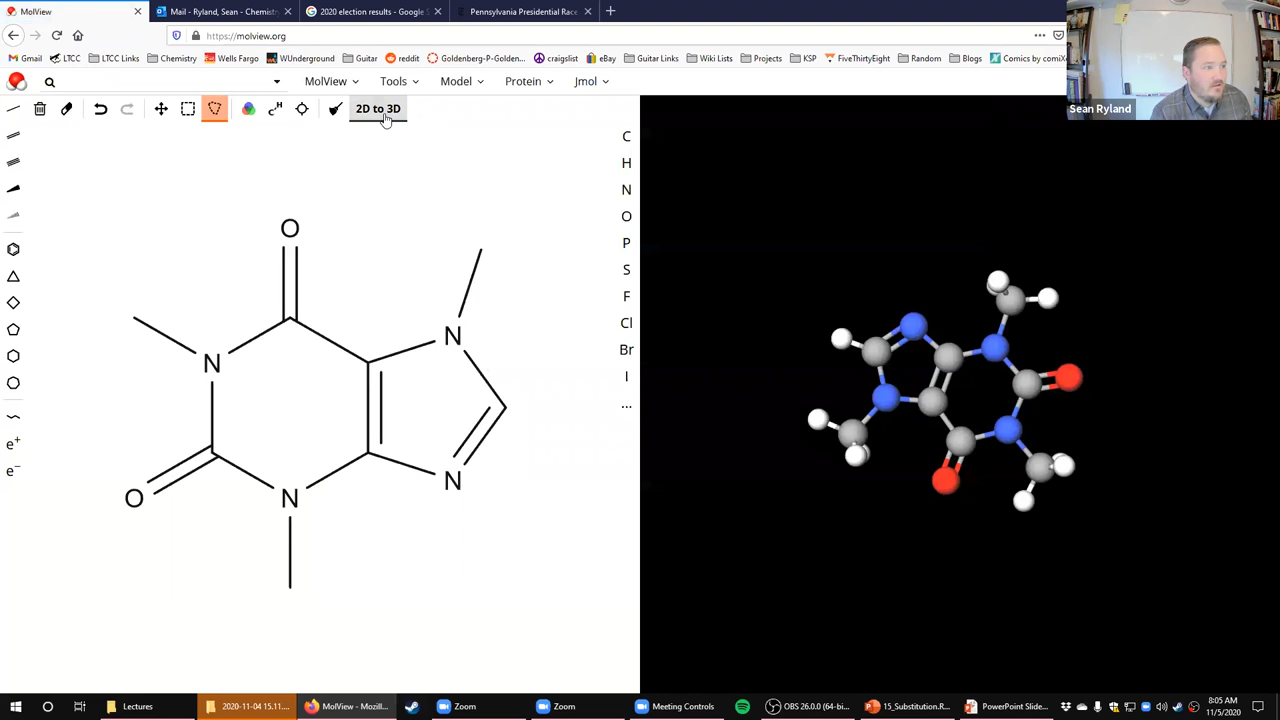 MolView
Mail - Ryland, Sean - Chemistry
2020 election results - Google S
Pennsylvania Presidential Race
https://molview.org
Gmail
LTCC
LTCC Links
Chemistry
Wells Fargo
WUnderground
Guitar
reddit
Goldenberg-P-Golden...
craigslist
eBay
Guitar Links
Wiki Lists
Projects
KSP
FiveThirtyEight
Random
Blogs
Comics by comiXo
MolView
Tools
Model
Protein
Jmol
Sean Ryland
2D to 3D
C
H
N
O
P
S
F
Cl
Br
I
...
e+
e−
O
N
N
O
N
N
Lectures
2020-11-04 15.11....
MolView - Mozill...
Zoom
Zoom
Meeting Controls
OBS 26.0.0 (64-bi...
15_Substitution.R...
PowerPoint Slide...
8:05 AM
11/5/2020